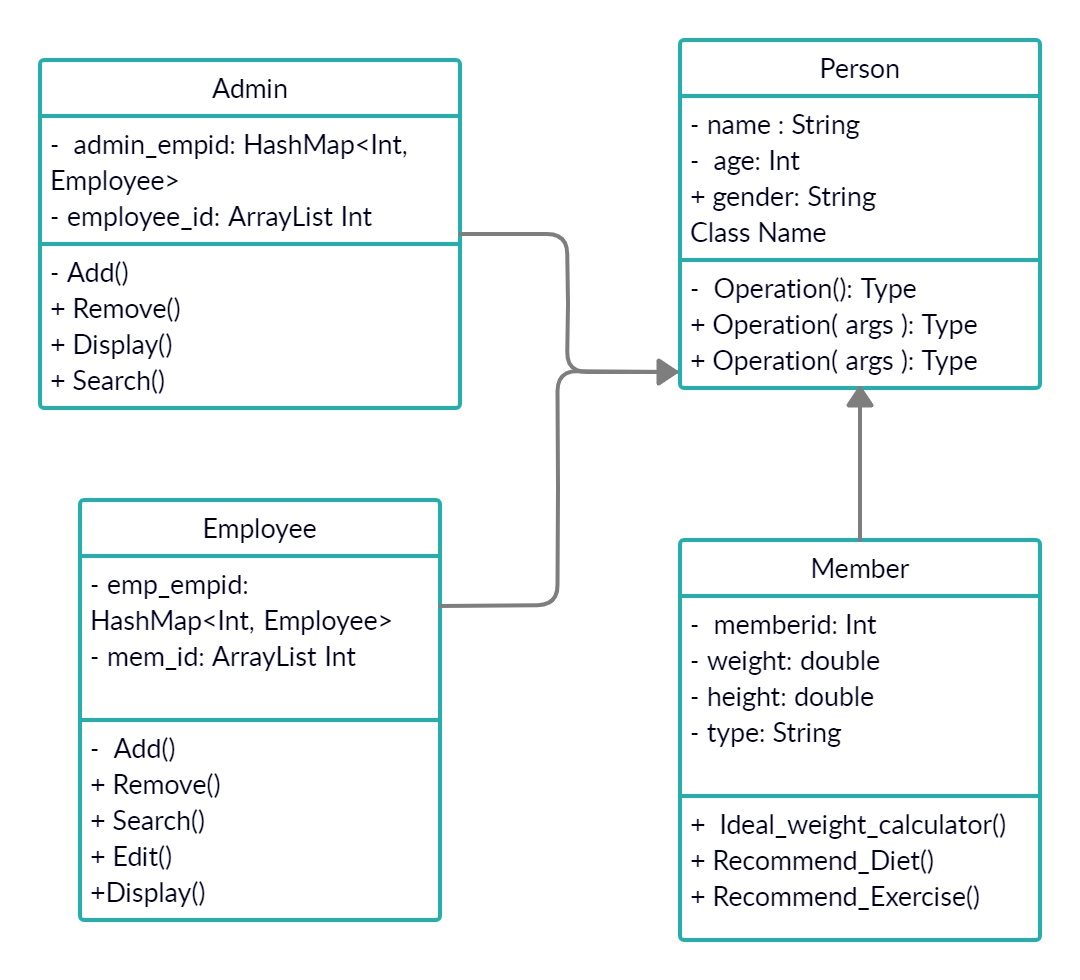 Admin
-  admin_empid: HashMap<Int,
Employee>
- employee_id: ArrayList Int
- Add()
+ Remove()
+ Display()
+ Search()
Person
- name : String
-  age: Int
+ gender: String
Class Name
-  Operation(): Type
+ Operation( args ): Type
+ Operation( args ): Type
Employee
- emp_empid:
HashMap<Int, Employee>
- mem_id: ArrayList Int
-  Add()
+ Remove()
+ Search()
+ Edit()
+Display()
Member
-  memberid: Int
- weight: double
- height: double
- type: String
+  Ideal_weight_calculator()
+ Recommend_Diet()
+ Recommend_Exercise()